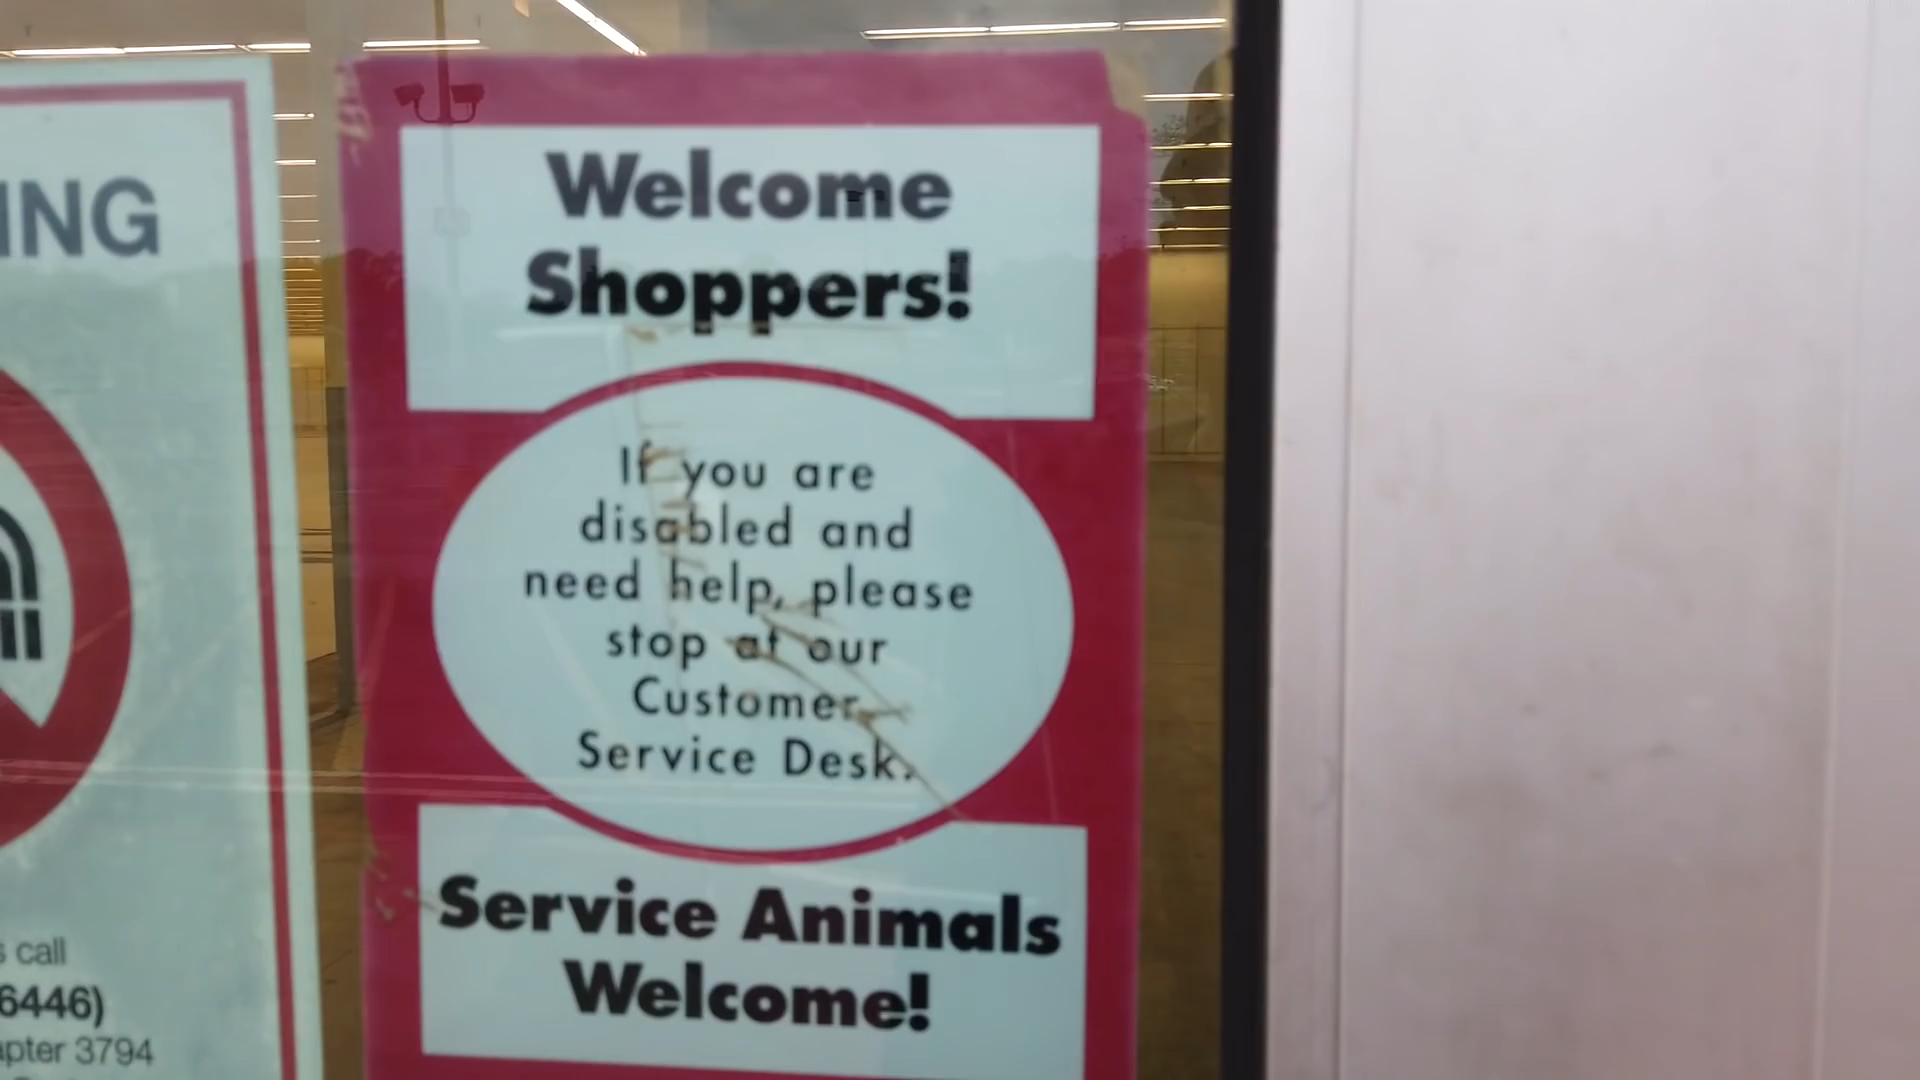 ING
call
6446)
3794
Welcome
Shoppers!
If you are
disabled and
need help, please
stop at our
Customer
Service Desk.
Service Animals
Welcome!